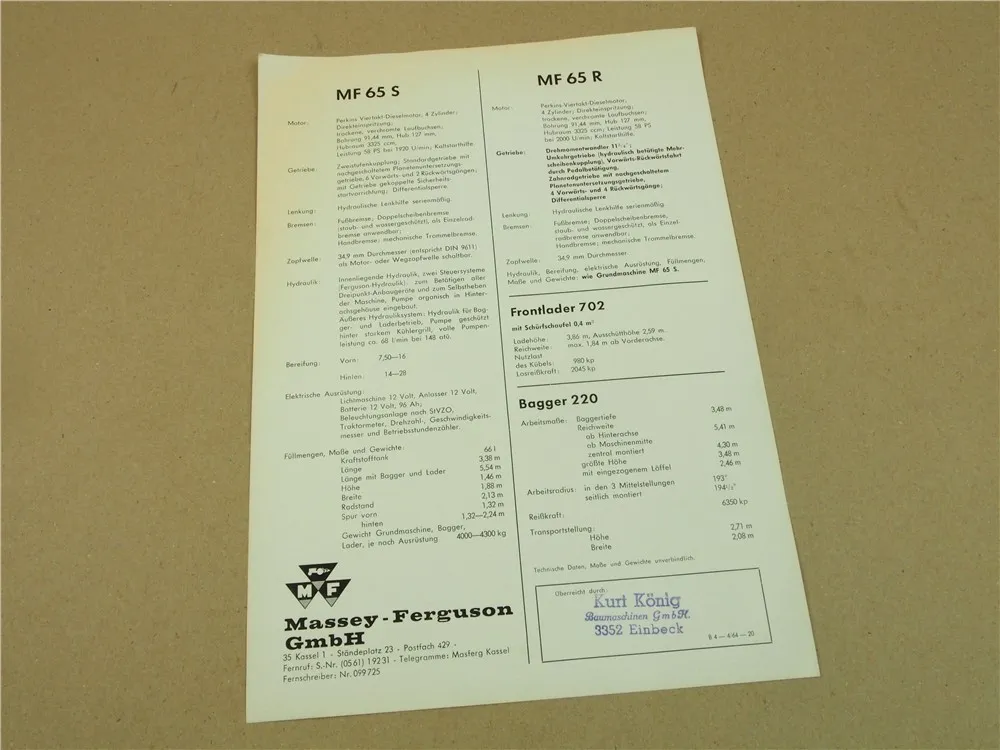 MF 65 S
Motor: Perkins Viertakt-Dieselmotor, 4 Zylinder;
Direkteinspritzung;
trockene, verchromte Laufbuchsen;
Bohrung 91,44 mm, Hub 127 mm,
Hubraum 3325 ccm;
Leistung 58 PS bei 1920 U/min; Kaltstarthilfe.
Getriebe: Zweistufenkupplung; Standardgetriebe mit
nachgeschaltetem Planetenuntersetzungs
getriebe, 6 Vorwärts- und 2 Rückwärtsgängen;
mit Getriebe gekoppelte Sicherheits
startvorrichtung; Differentialsperre
Lenkung: Hydraulische Lenkhilfe serienmäßig.
Bremsen: Fußbremse; Doppelscheibenbremse
(staub- und wassergeschützt), als Einzelrad-
bremse anwendbar;
Handbremse; mechanische Trommelbremse.
Zapfwelle: 34,9 mm Durchmesser (entspricht DIN 9611)
als Motor- oder Wegzapfwelle schaltbar.
Hydraulik: Innenliegende Hydraulik, zwei Steuersysteme
(Ferguson-Hydraulik); zum Betätigen aller
Dreipunkt-Anbaugeräte und zum Selbstheben
der Maschine, Pumpe organisch in Hinter-
achsgehäuse eingebaut.
Äußeres Hydrauliksystem: Hydraulik für Bag-
ger- und Laderbetrieb, Pumpe geschützt
hinter starkem Kühlergrill, volle Pumpen-
leistung ca. 68 l/min bei 148 atü.
Bereifung: Vorn: 7,50—16
Hinten: 14—28
Elektrische Ausrüstung:
Lichtmaschine 12 Volt, Anlasser 12 Volt,
Batterie 12 Volt, 96 Ah;
Beleuchtungsanlage nach StVZO,
Traktormeter, Drehzahl-, Geschwindigkeits-
messer und Betriebsstundenzähler.
Füllmengen, Maße und Gewichte:
Kraftstofftank 66 l
Länge 3,38 m
Länge mit Bagger und Lader 5,54 m
Höhe 1,46 m
Breite 1,88 m
Radstand 2,13 m
Spur vorn 1,32 m
hinten 1,32—2,24 m
Gewicht Grundmaschine, Bagger,
Lader, je nach Ausrüstung 4000—4300 kg
M F
Massey-Ferguson
GmbH
35 Kassel 1 - Ständeplatz 23 - Postfach 429 -
Fernruf: S.-Nr. (0561) 19231 - Telegramme: Masferg Kassel
Fernschreiber: Nr. 099725
MF 65 R
Motor: Perkins Viertakt-Dieselmotor,
4 Zylinder; Direkteinspritzung;
trockene, verchromte Laufbuchsen;
Bohrung 91,44 mm, Hub 127 mm,
Hubraum 3325 ccm; Leistung 58 PS
bei 2000 U/min; Kaltstarthilfe.
Getriebe: Drehmomentwandler 11½";
Umkehrgetriebe (hydraulisch betätigte Mehr-
scheibenkupplung), Vorwärts-Rückwärtsfahrt
durch Pedalbetätigung;
Zahnradgetriebe mit nachgeschaltetem
Planetenuntersetzungsgetriebe,
4 Vorwärts- und 4 Rückwärtsgänge;
Differentialsperre
Lenkung: Hydraulische Lenkhilfe serienmäßig
Bremsen: Fußbremse; Doppelscheibenbremse,
(staub- und wassergeschützt), als Einzel-
radbremse anwendbar;
Handbremse; mechanische Trommelbremse.
Zapfwelle: 34,9 mm Durchmesser.
Hydraulik, Bereifung, elektrische Ausrüstung, Füllmengen,
Maße und Gewichte: wie Grundmaschine MF 65 S.
Frontlader 702
mit Schürfschaufel 0,4 m³
Ladehöhe: 3,86 m, Ausschütthöhe 2,59 m.
Reichweite: max. 1,84 m ab Vorderachse.
Nutzlast
des Kübels: 980 kp
Losreißkraft: 2045 kp
Bagger 220
Arbeitsmaße: Baggertiefe 3,48 m
Reichweite
ab Hinterachse 5,41 m
ab Maschinenmitte
zentral montiert 4,30 m
größte Höhe 3,48 m
mit eingezogenem Löffel 2,46 m
Arbeitsradius: in den 3 Mittelstellungen 193°
seitlich montiert 194½°
Reißkraft: 6350 kp
Transportstellung:
Höhe 2,71 m
Breite 2,08 m
Technische Daten, Maße und Gewichte unverbindlich.
Überreicht durch:
Kurt König
Baumaschinen GmbH.
3352 Einbeck
B 4 — 4/64 — 20